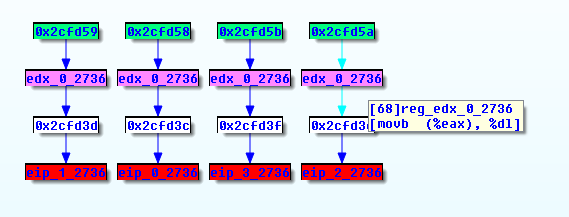 0x2cfd59 0x2cfd58 0x2cfd5b 0x2cfd5a
edx_0_2736 edx_0_2736 edx_0_2736 edx_0_2736
[68]reg_edx_0_2736
0x2cfd3d 0x2cfd3c 0x2cfd3f
[movb (%eax), %dl]
eip_1_2736 eip_0_2736 eip_3_2736 eip_2_2736